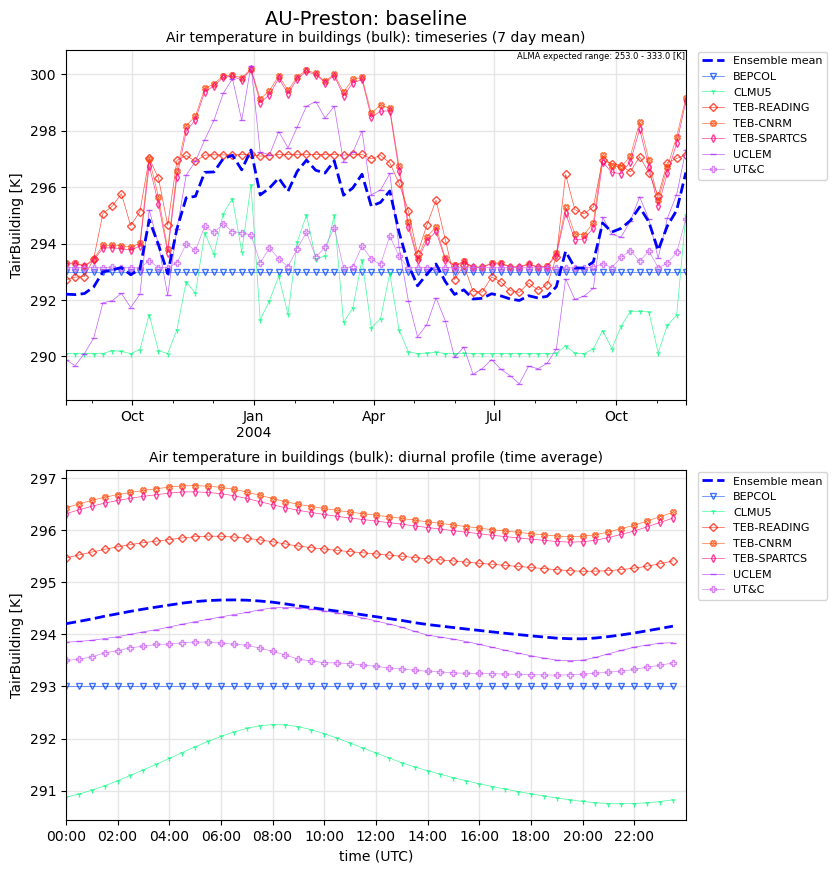 AU-Preston: baseline
Air temperature in buildings (bulk): timeseries (7 day mean)
ALMA expected range: 253.0 - 333.0 [K]
300
298
296
294
292
290
TairBuilding [K]
Oct
Jan
2004
Apr
Jul
Oct
Ensemble mean
BEPCOL
CLMU5
TEB-READING
TEB-CNRM
TEB-SPARTCS
UCLEM
UT&C
Air temperature in buildings (bulk): diurnal profile (time average)
297
296
295
294
293
292
291
TairBuilding [K]
00:00
02:00
04:00
06:00
08:00
10:00
12:00
14:00
16:00
18:00
20:00
22:00
time (UTC)
Ensemble mean
BEPCOL
CLMU5
TEB-READING
TEB-CNRM
TEB-SPARTCS
UCLEM
UT&C